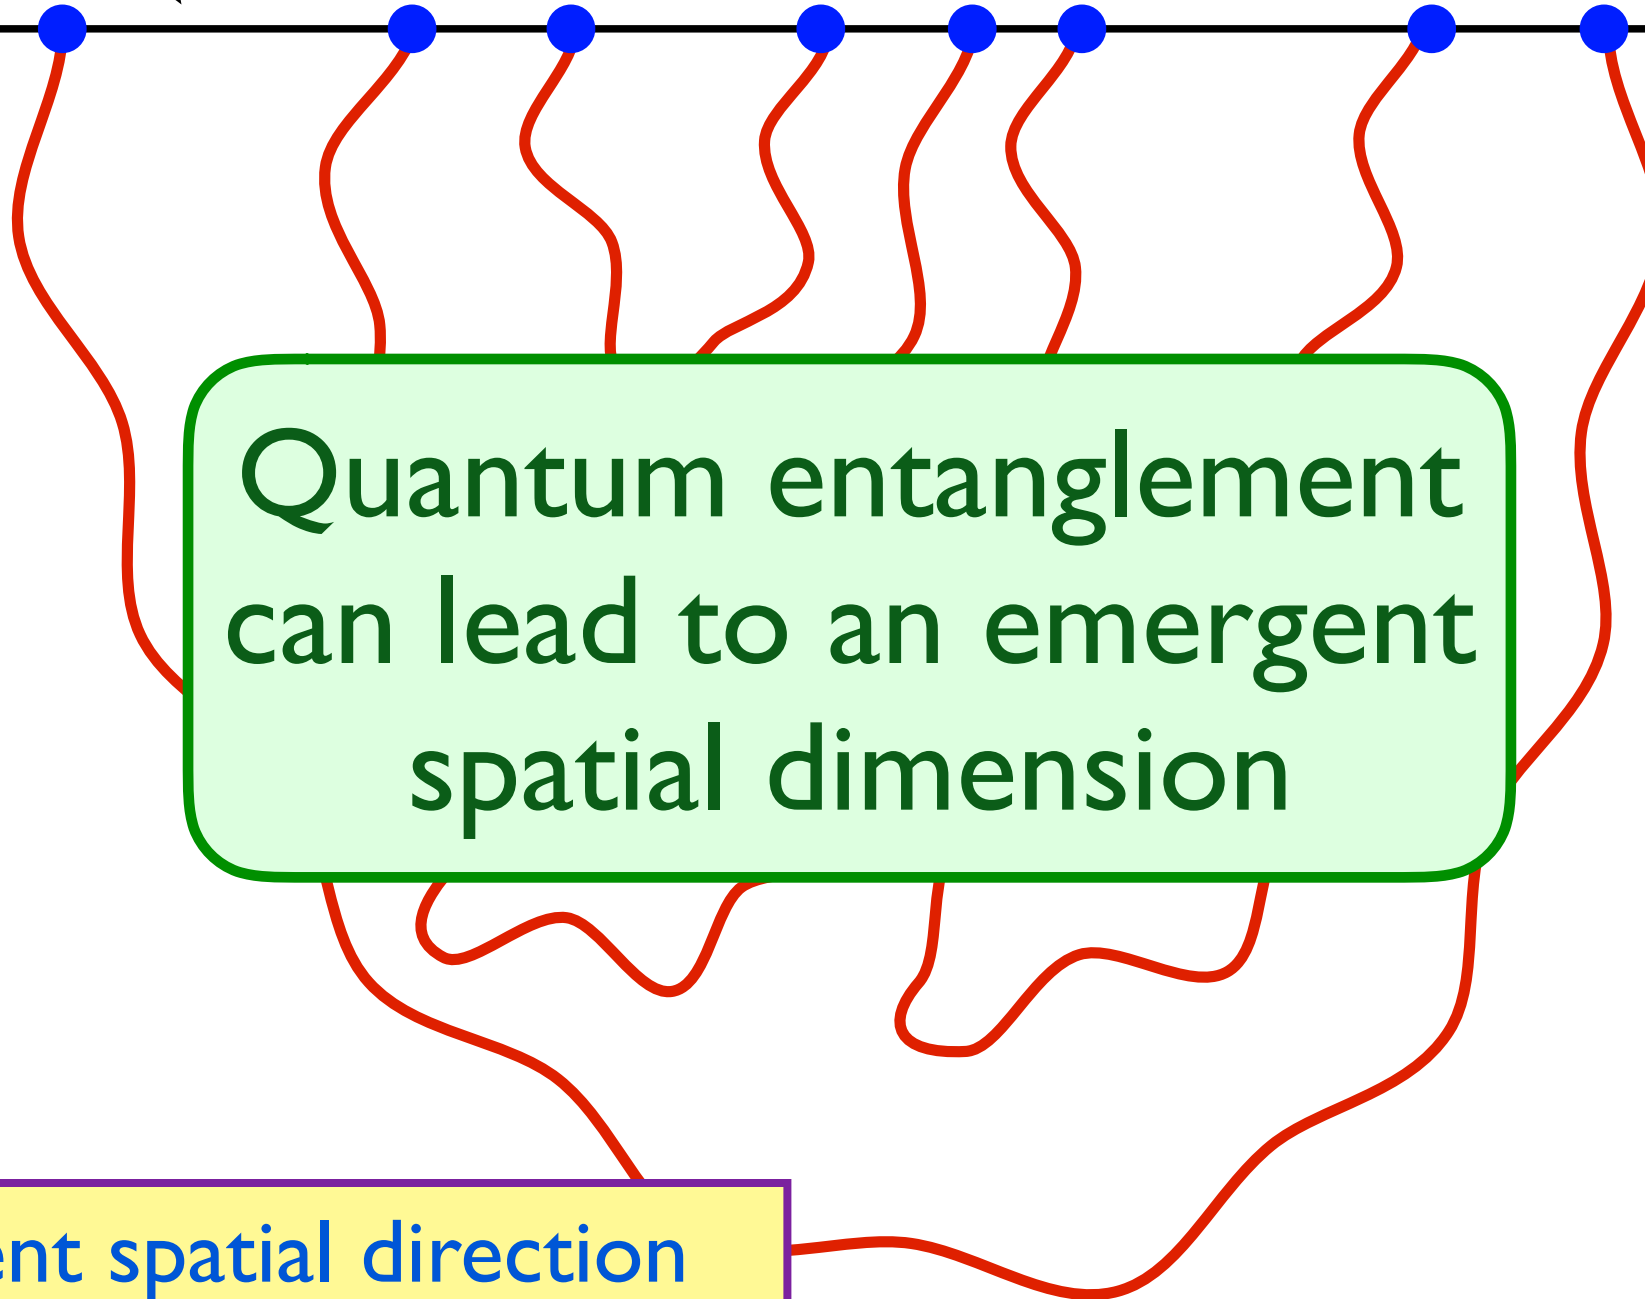 Quantum entanglement
can lead to an emergent
spatial dimension
spatial direction